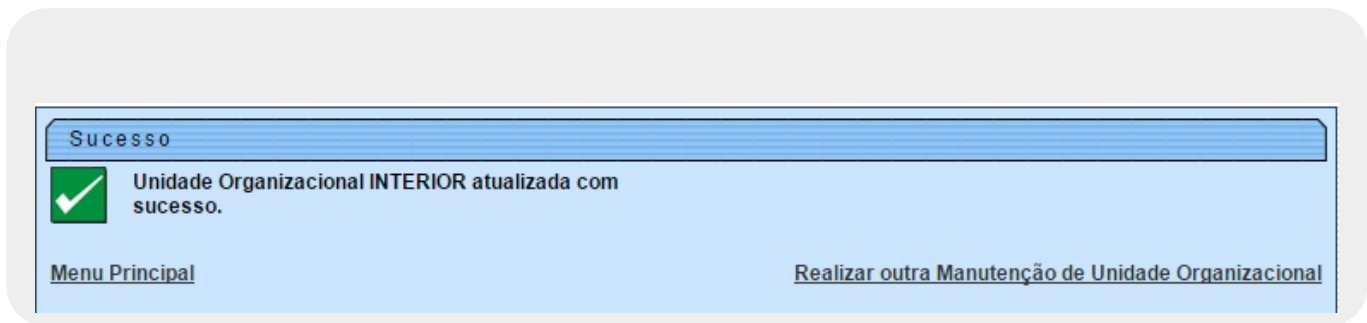 Sucesso
Unidade Organizacional INTERIOR atualizada com
sucesso.
Menu Principal
Realizar outra Manutenção de Unidade Organizacional